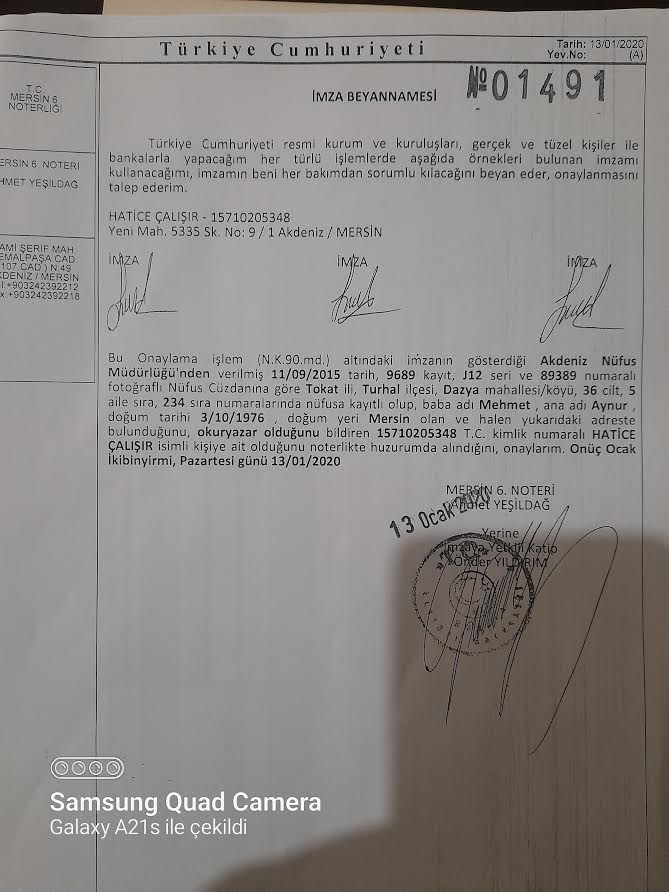 Türkiye Cumhuriyeti
Tarih: 13/01/2020
Yev.No: (A)
T.C.
MERSİN 6
NOTERLİĞİ
ERSİN 6. NOTERİ
HMET YEŞİLDAĞ
AMİ ŞERİF MAH.
EMALPAŞA CAD.
107.CAD.) N:49
KDENİZ / MERSİN
l:+903242392212
x:+903242392218
İMZA BEYANNAMESİ
№ 01491
Türkiye Cumhuriyeti resmi kurum ve kuruluşları, gerçek ve tüzel kişiler ile
bankalarla yapacağım her türlü işlemlerde aşağıda örnekleri bulunan imzamı
kullanacağımı, imzamın beni her bakımdan sorumlu kılacağını beyan eder, onaylanmasını
talep ederim.
HATİCE ÇALIŞIR - 15710205348
Yeni Mah. 5335 Sk. No: 9 / 1 Akdeniz / MERSİN
İMZA İMZA İMZA
Bu Onaylama işlem (N.K.90.md.) altındaki imzanın gösterdiği Akdeniz Nüfus
Müdürlüğü'nden verilmiş 11/09/2015 tarih, 9689 kayıt, J12 seri ve 89389 numaralı
fotoğraflı Nüfus Cüzdanına göre Tokat ili, Turhal ilçesi, Dazya mahallesi/köyü, 36 cilt, 5
aile sıra, 234 sıra numaralarında nüfusa kayıtlı olup, baba adı Mehmet , ana adı Aynur ,
doğum tarihi 3/10/1976 , doğum yeri Mersin olan ve halen yukarıdaki adreste
bulunduğunu, okuryazar olduğunu bildiren 15710205348 T.C. kimlik numaralı HATİCE
ÇALIŞIR isimli kişiye ait olduğunu noterlikte huzurumda alındığını, onaylarım. Onüç Ocak
İkibinyirmi, Pazartesi günü 13/01/2020
MERSİN 6. NOTERİ
Ahmet YEŞİLDAĞ
13 Ocak 2020
Yerine
İmzaya Yetkili Katip
Önder YILDIRIM
Samsung Quad Camera
Galaxy A21s ile çekildi